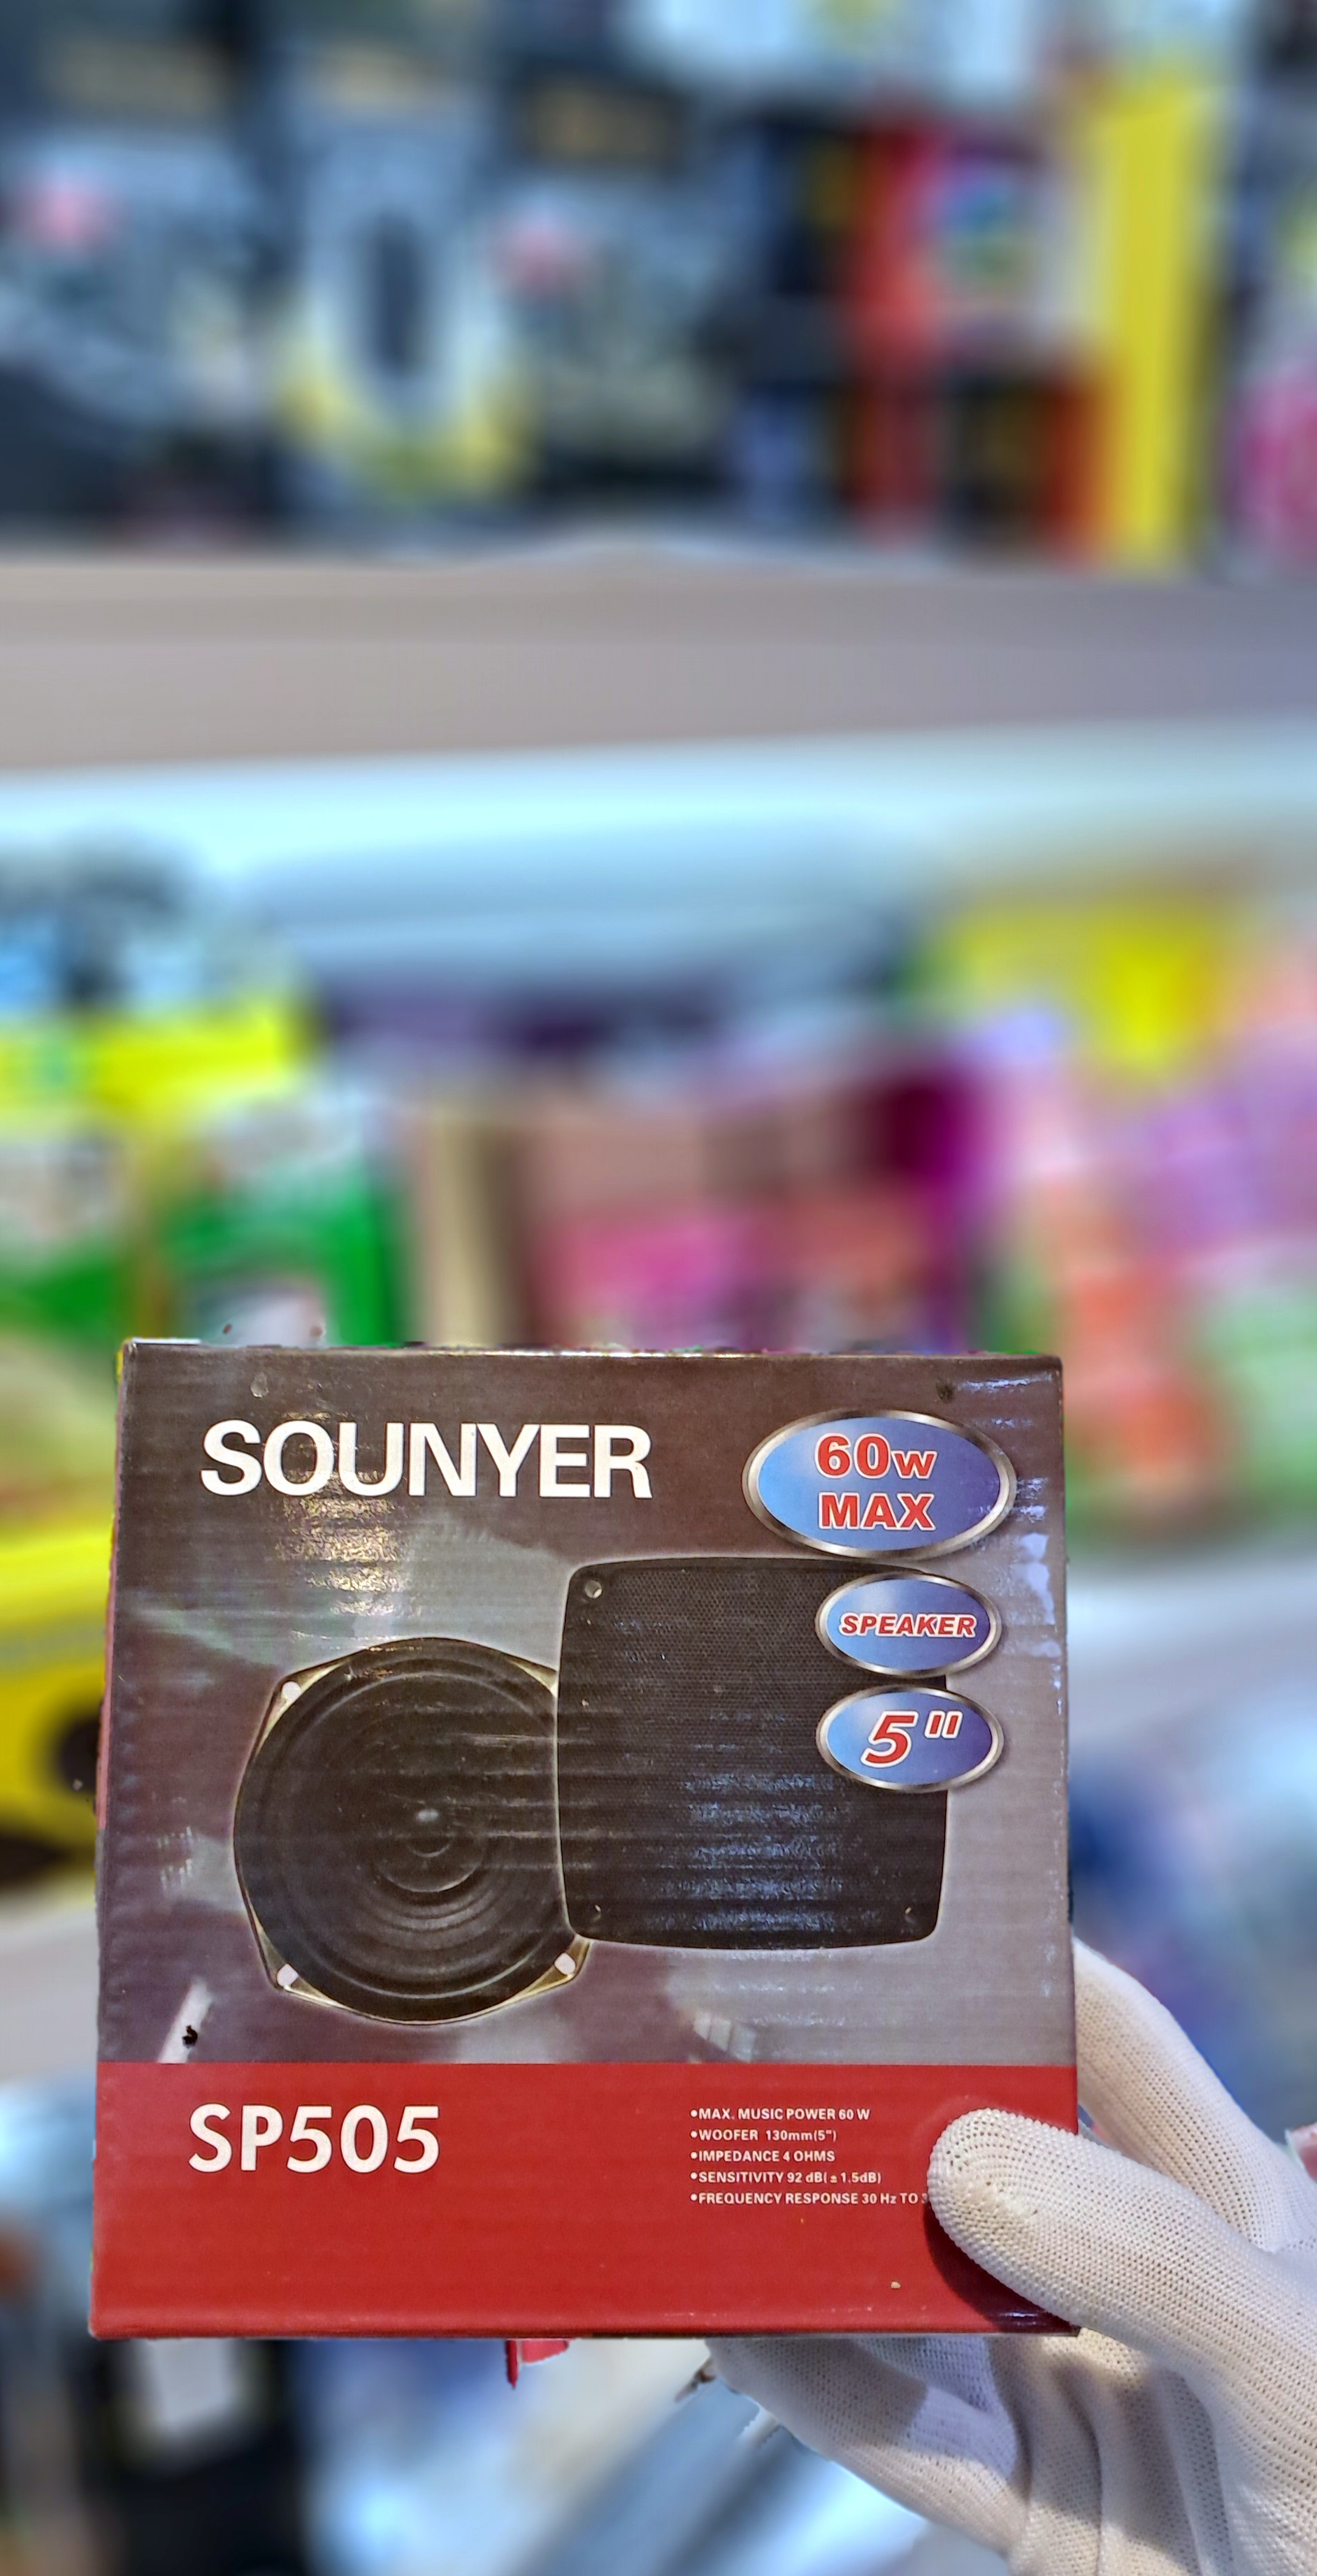 SOUNYER
60w
MAX
SPEAKER
5"
SP505
•MAX. MUSIC POWER 60 W
•WOOFER 130mm(5")
•IMPEDANCE 4 OHMS
•SENSITIVITY 92 dB(±1.5dB)
•FREQUENCY RESPONSE 30 Hz TO